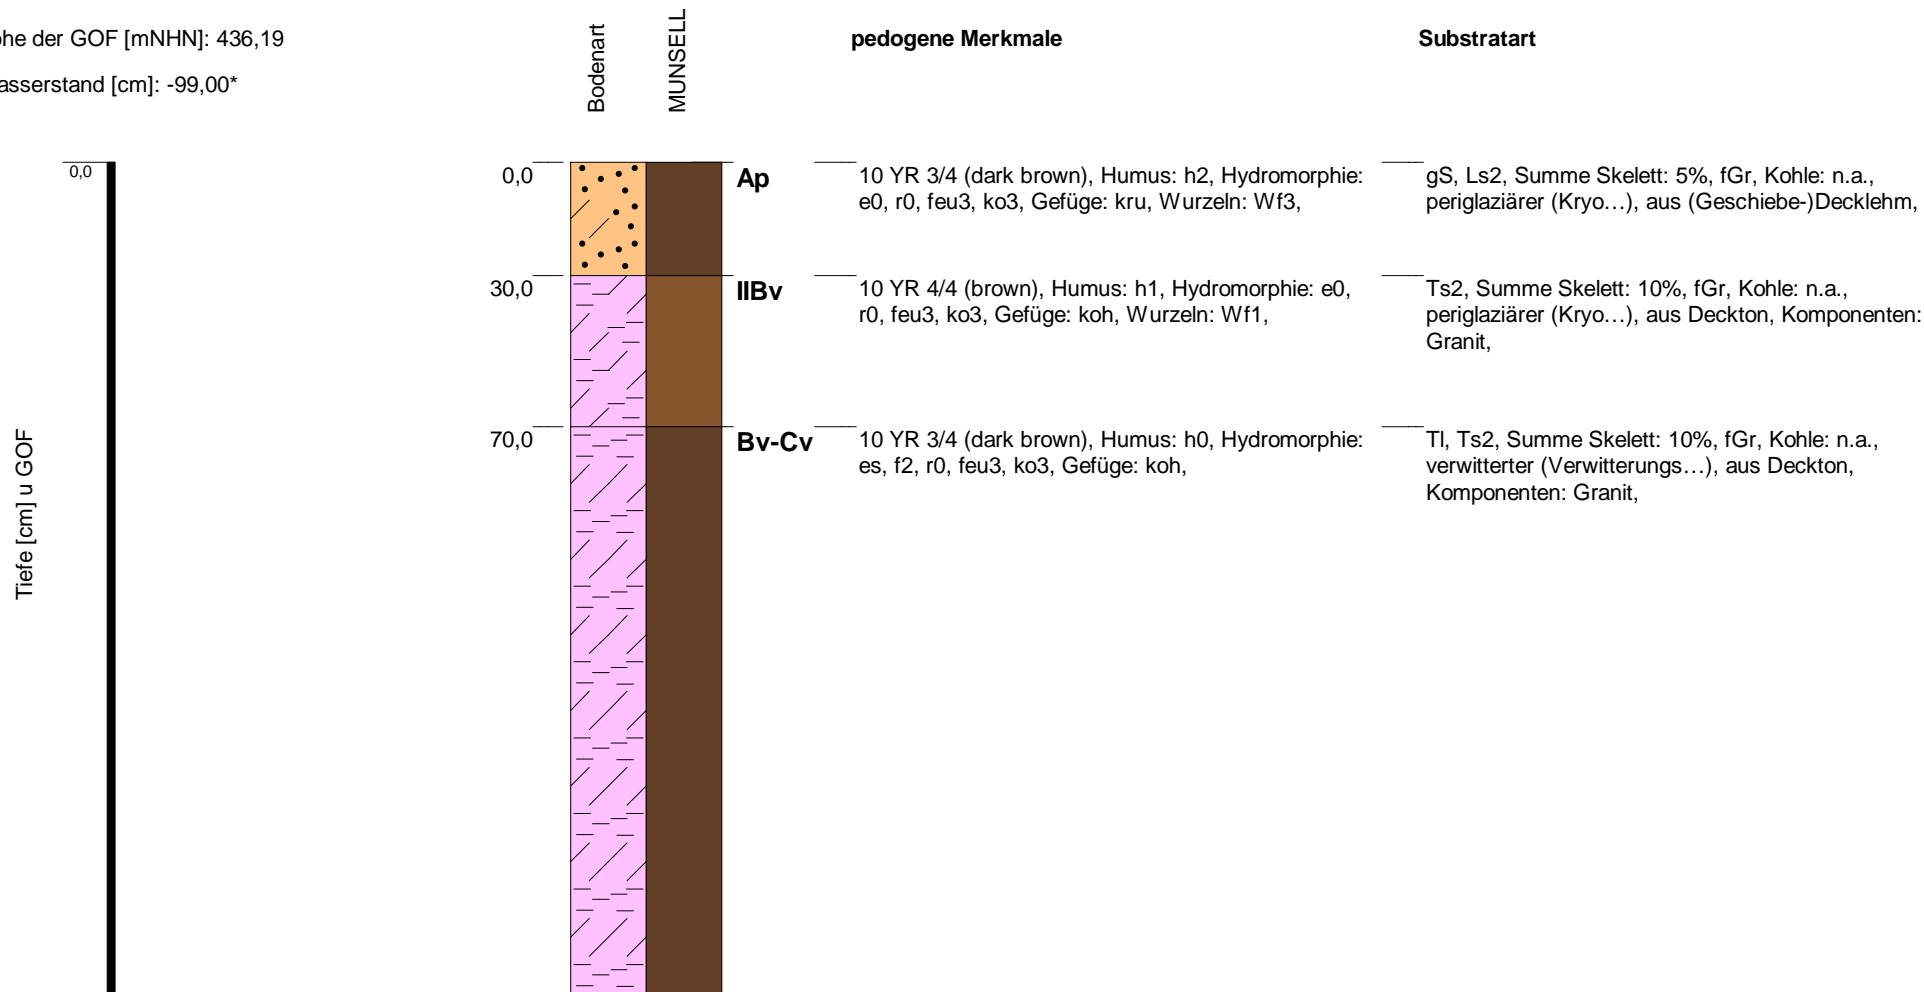 ohe der GOF [mNHN]: 436,19
asserstand [cm]: -99,00*
Bodenart
MUNSELL
pedogene Merkmale
Substratart
Tiefe [cm] u GOF
0,0
0,0
Ap
10 YR 3/4 (dark brown), Humus: h2, Hydromorphie:
e0, r0, feu3, ko3, Gefüge: kru, Wurzeln: Wf3,
gS, Ls2, Summe Skelett: 5%, fGr, Kohle: n.a.,
periglaziärer (Kryo…), aus (Geschiebe-)Decklehm,
30,0
IIBv
10 YR 4/4 (brown), Humus: h1, Hydromorphie: e0,
r0, feu3, ko3, Gefüge: koh, Wurzeln: Wf1,
Ts2, Summe Skelett: 10%, fGr, Kohle: n.a.,
periglaziärer (Kryo…), aus Deckton, Komponenten:
Granit,
70,0
Bv-Cv
10 YR 3/4 (dark brown), Humus: h0, Hydromorphie:
es, f2, r0, feu3, ko3, Gefüge: koh,
Tl, Ts2, Summe Skelett: 10%, fGr, Kohle: n.a.,
verwitterter (Verwitterungs…), aus Deckton,
Komponenten: Granit,